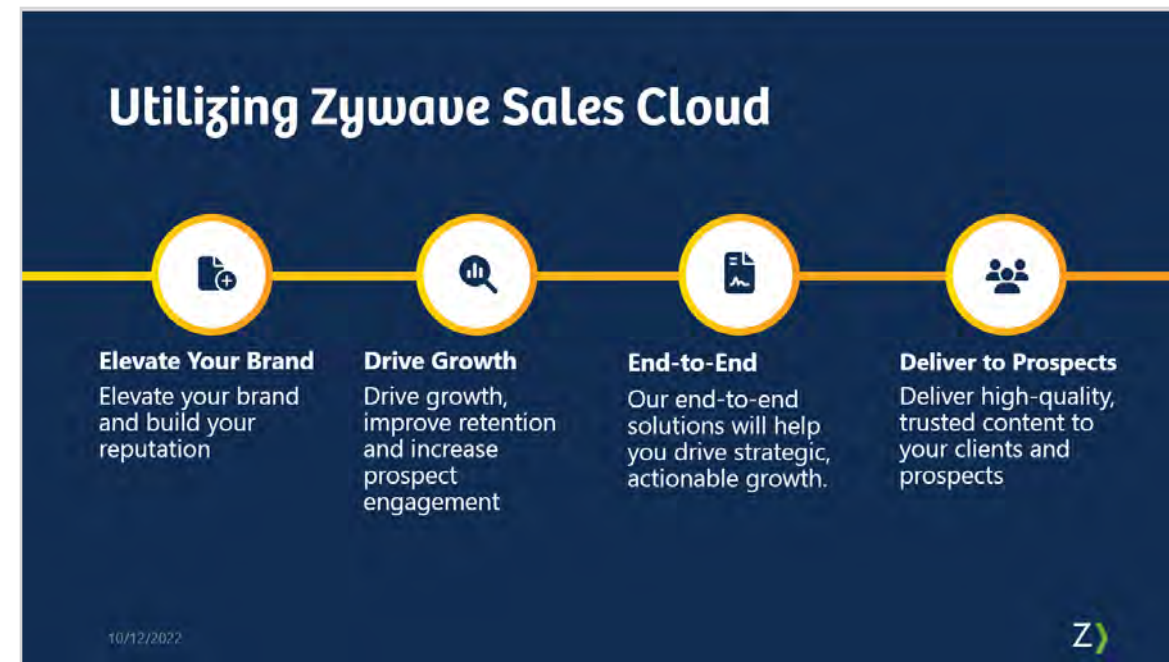 Utilizing Zywave Sales Cloud
Elevate Your Brand
Elevate your brand
and build your
reputation
Drive Growth
Drive growth,
improve retention
and increase
prospect
engagement
End-to-End
Our end-to-end
solutions will help
you drive strategic,
actionable growth.
Deliver to Prospects
Deliver high-quality,
trusted content to
your clients and
prospects
10/12/2022
Z)